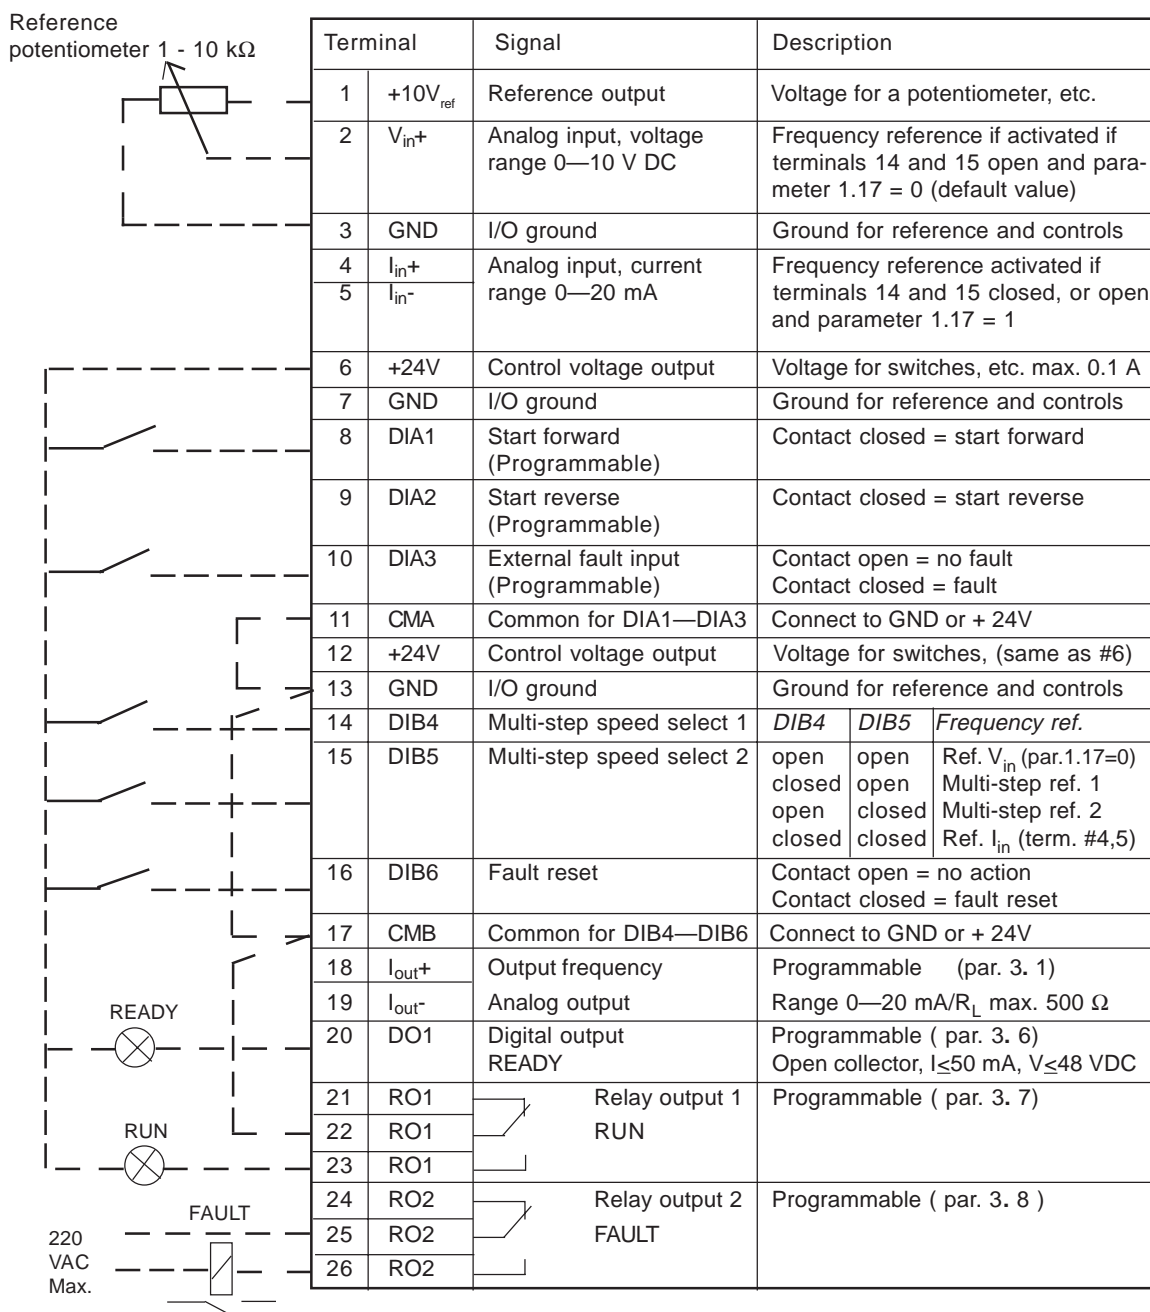 Reference
potentiometer 1 - 10 kΩ
Terminal Signal Description
1 +10Vref Reference output Voltage for a potentiometer, etc.
2 Vin+ Analog input, voltage Frequency reference if activated if
range 0—10 V DC terminals 14 and 15 open and para-
meter 1.17 = 0 (default value)
3 GND I/O ground Ground for reference and controls
4 Iin+ Analog input, current Frequency reference activated if
5 Iin- range 0—20 mA terminals 14 and 15 closed, or open
and parameter 1.17 = 1
6 +24V Control voltage output Voltage for switches, etc. max. 0.1 A
7 GND I/O ground Ground for reference and controls
8 DIA1 Start forward Contact closed = start forward
(Programmable)
9 DIA2 Start reverse Contact closed = start reverse
(Programmable)
10 DIA3 External fault input Contact open = no fault
(Programmable) Contact closed = fault
11 CMA Common for DIA1—DIA3 Connect to GND or + 24V
12 +24V Control voltage output Voltage for switches, (same as #6)
13 GND I/O ground Ground for reference and controls
14 DIB4 Multi-step speed select 1 DIB4 DIB5 Frequency ref.
15 DIB5 Multi-step speed select 2 open open Ref. Vin (par.1.17=0)
closed open Multi-step ref. 1
open closed Multi-step ref. 2
closed closed Ref. Iin (term. #4,5)
16 DIB6 Fault reset Contact open = no action
Contact closed = fault reset
17 CMB Common for DIB4—DIB6 Connect to GND or + 24V
18 Iout+ Output frequency Programmable (par. 3. 1)
19 Iout- Analog output Range 0—20 mA/RL max. 500 Ω
READY
20 DO1 Digital output Programmable ( par. 3. 6)
READY Open collector, I≤50 mA, V≤48 VDC
21 RO1 Relay output 1 Programmable ( par. 3. 7)
RUN
22 RO1 RUN
23 RO1
24 RO2 Relay output 2 Programmable ( par. 3. 8 )
FAULT
25 RO2 FAULT
220
VAC
Max.
26 RO2